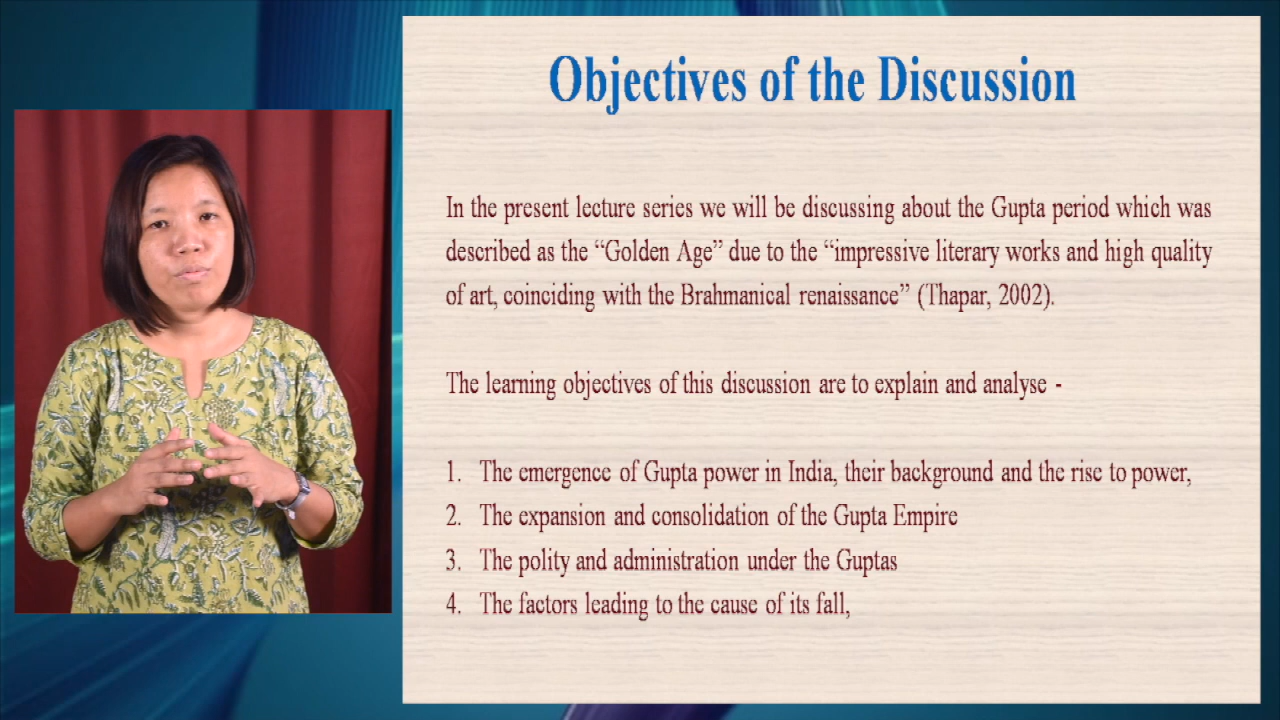 Objectives of the Discussion
In the present lecture series we will be discussing about the Gupta period which was
described as the “Golden Age” due to the “impressive literary works and high quality
of art, coinciding with the Brahmanical renaissance” (Thapar, 2002).
The learning objectives of this discussion are to explain and analyse -
1. The emergence of Gupta power in India, their background and the rise to power,
2. The expansion and consolidation of the Gupta Empire
3. The polity and administration under the Guptas
4. The factors leading to the cause of its fall,